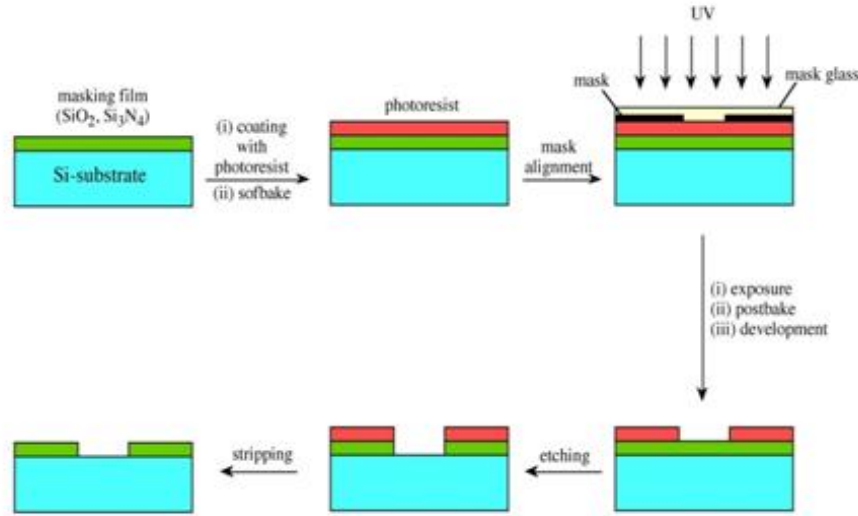 UV
mask
mask glass
masking film
(SiO₂, Si₃N₄)
(i) coating
with
photoresist
(ii) sofbake
photoresist
mask
alignment
Si-substrate
(i) exposure
(ii) postbake
(iii) development
stripping
etching